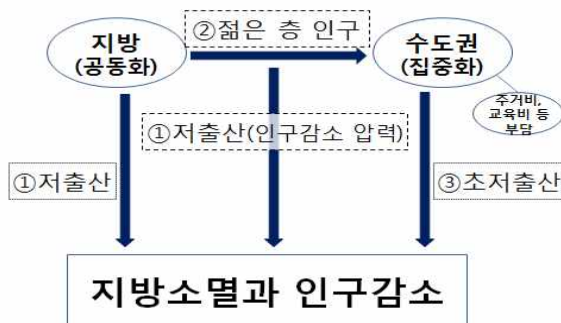 ②젊은 층 인구
지방
(공동화)
수도권
(집중화)
주거비,
교육비 등
부담
①저출산(인구감소 압력)
①저출산
③초저출산
지방소멸과 인구감소